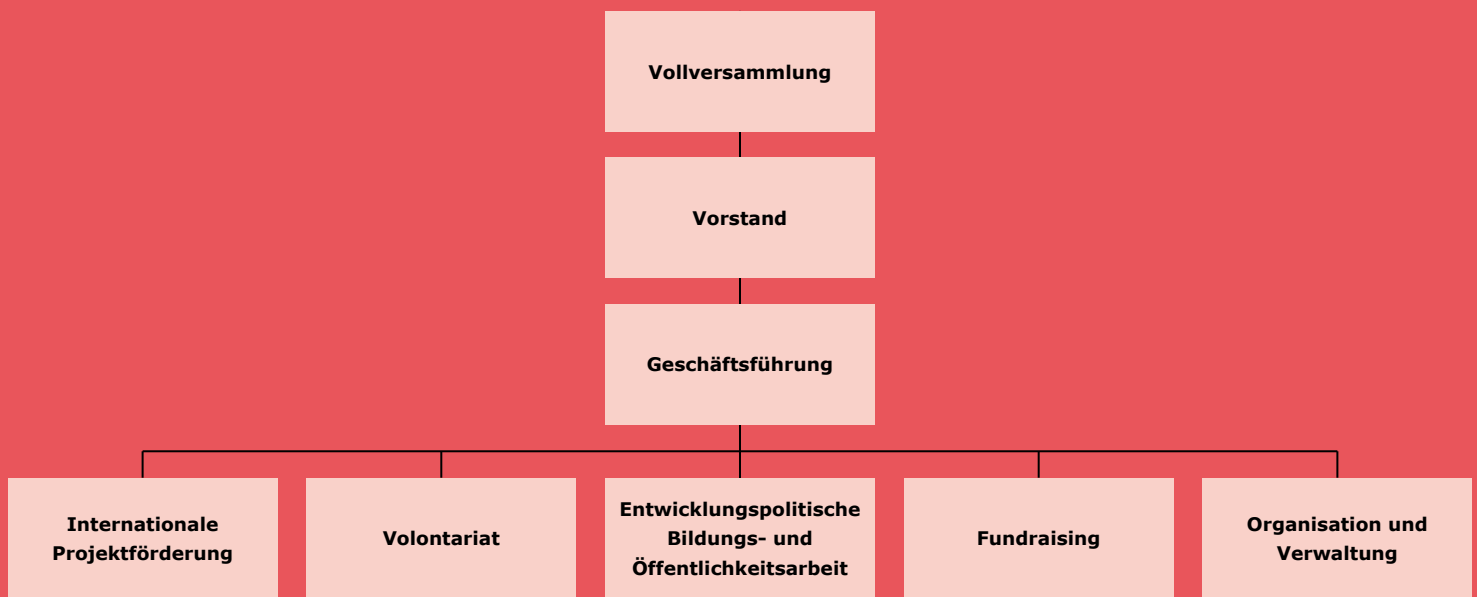 Vollversammlung
Vorstand
Geschäftsführung
Internationale
Projektförderung
Volontariat
Entwicklungspolitische
Bildungs- und
Öffentlichkeitsarbeit
Fundraising
Organisation und
Verwaltung